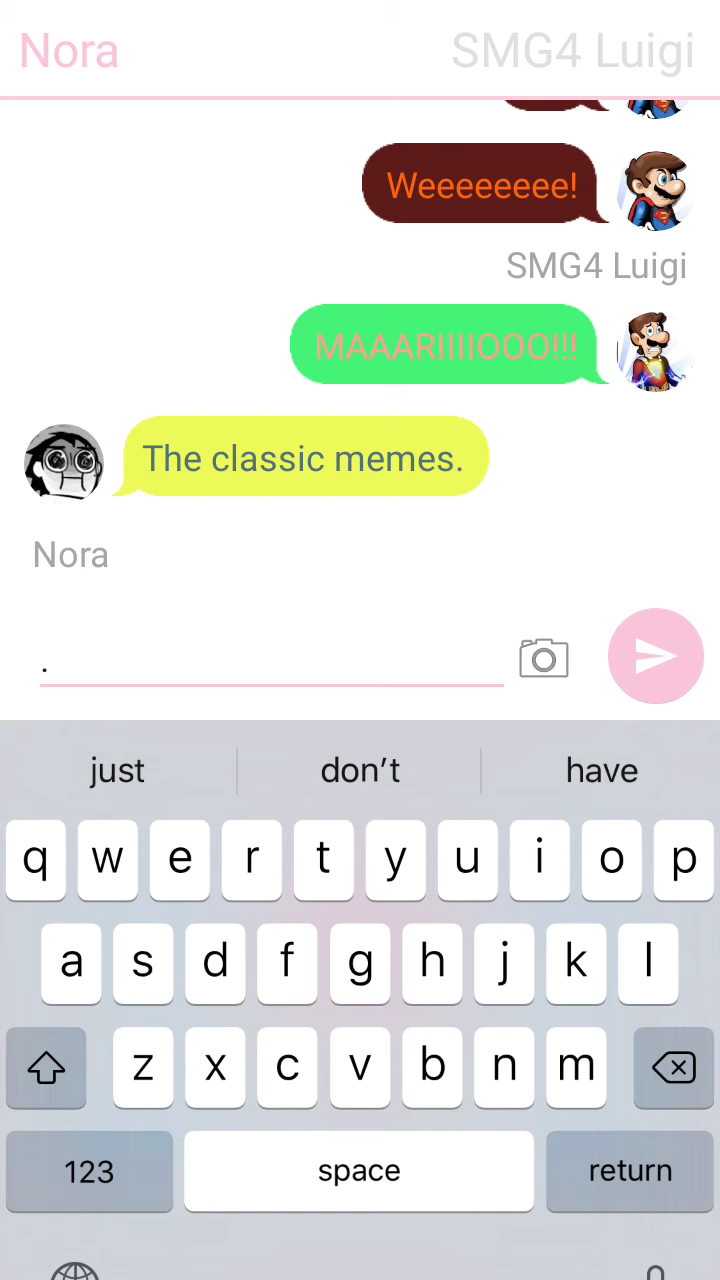 Nora SMG4 Luigi
Weeeeeeee!
SMG4 Luigi
MAAARIIIIOOO!!!
The classic memes.
Nora
.
just don’t have
q w e r t y u i o p
a s d f g h j k l
z x c v b n m
123 space return